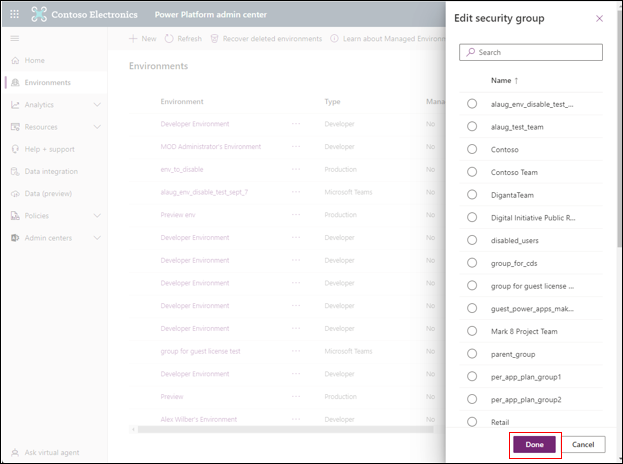 Contoso Electronics Power Platform admin center
Home
Environments
Analytics
Resources
Help + support
Data integration
Data (preview)
Policies
Admin centers
Ask virtual agent
New Refresh Recover deleted environments Learn about Managed Environm
Environments
Environment Type Mana
Developer Environment Developer No
MOD Administrator's Environment Developer No
env_to_disable Production No
alaug_env_disable_test_sept_7 Microsoft Teams No
Preview env Production No
Developer Environment Developer No
Developer Environment Developer No
Developer Environment Developer No
Developer Environment Developer No
Developer Environment Developer No
group for guest license test Microsoft Teams No
Developer Environment Developer No
Preview Production No
Alex Wilber's Environment Developer No
Edit security group
Search
Name ↑
alaug_env_disable_test_...
alaug_test_team
Contoso
Contoso Team
DigantaTeam
Digital Initiative Public R...
disabled_users
group_for_cds
group for guest license ...
guest_power_apps_mak...
Mark 8 Project Team
parent_group
per_app_plan_group1
per_app_plan_group2
Retail
Done Cancel